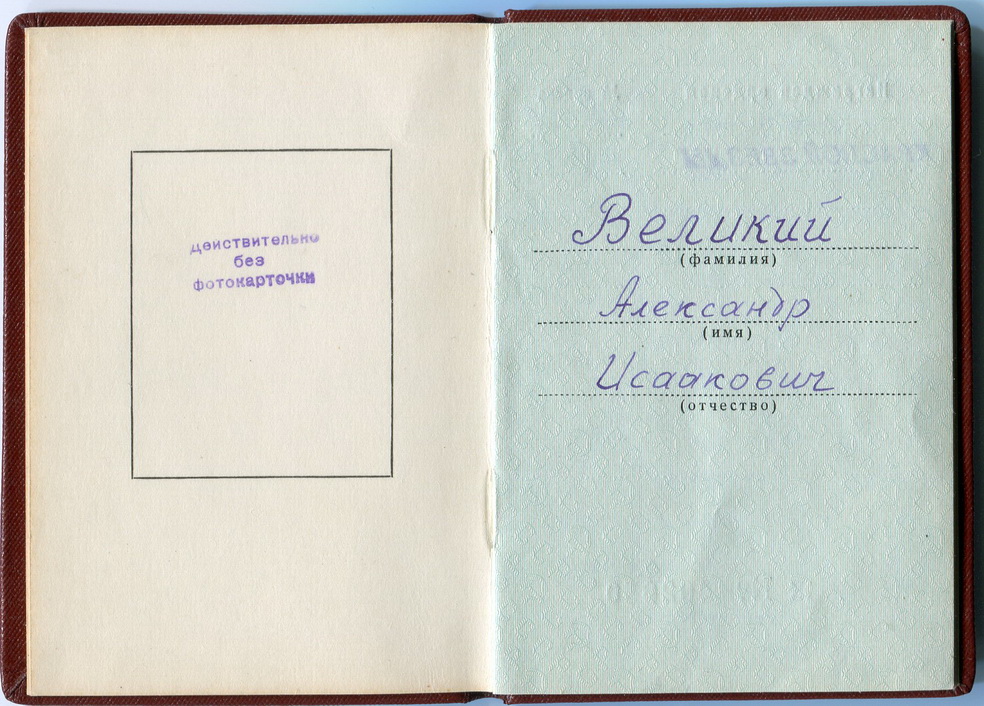 действительно
без
фотокарточки
Великий
(фамилия)
Александр
(имя)
Исаакович
(отчество)